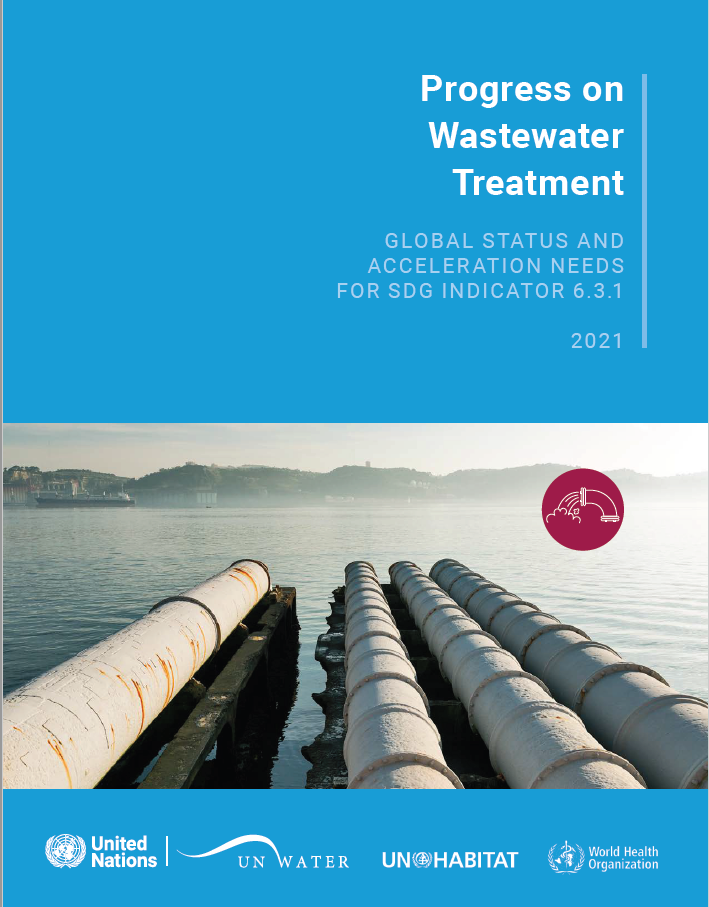 Progress on
Wastewater
Treatment
GLOBAL STATUS AND
ACCELERATION NEEDS
FOR SDG INDICATOR 6.3.1
2021
United
Nations
UN WATER
UN HABITAT
World Health
Organization